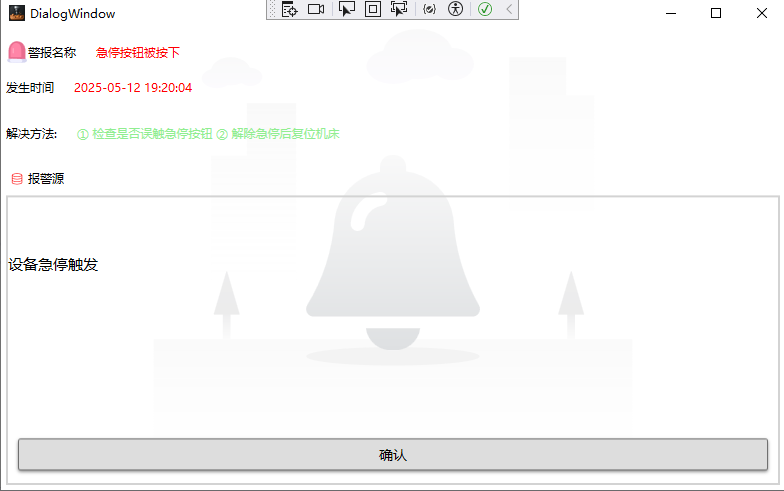 DialogWindow
警报名称 急停按钮被按下
发生时间 2025-05-12 19:20:04
解决方法: ① 检查是否误触急停按钮 ② 解除急停后复位机床
报警源
设备急停触发
确认